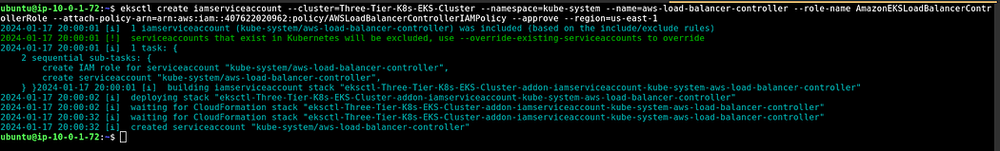 ubuntu@ip-10-0-1-72:~$ eksctl create iamserviceaccount --cluster=Three-Tier-K8s-EKS-Cluster --namespace=kube-system --name=aws-load-balancer-controller --role-name AmazonEKSLoadBalancerContr
ollerRole --attach-policy-arn=arn:aws:iam::407622020962:policy/AWSLoadBalancerControllerIAMPolicy --approve --region=us-east-1
2024-01-17 20:00:01 [ℹ]  1 iamserviceaccount (kube-system/aws-load-balancer-controller) was included (based on the include/exclude rules)
2024-01-17 20:00:01 [!]  serviceaccounts that exist in Kubernetes will be excluded, use --override-existing-serviceaccounts to override
2024-01-17 20:00:01 [ℹ]  1 task: {
2 sequential sub-tasks: {
create IAM role for serviceaccount "kube-system/aws-load-balancer-controller",
create serviceaccount "kube-system/aws-load-balancer-controller",
} }2024-01-17 20:00:01 [ℹ]  building iamserviceaccount stack "eksctl-Three-Tier-K8s-EKS-Cluster-addon-iamserviceaccount-kube-system-aws-load-balancer-controller"
2024-01-17 20:00:02 [ℹ]  deploying stack "eksctl-Three-Tier-K8s-EKS-Cluster-addon-iamserviceaccount-kube-system-aws-load-balancer-controller"
2024-01-17 20:00:02 [ℹ]  waiting for CloudFormation stack "eksctl-Three-Tier-K8s-EKS-Cluster-addon-iamserviceaccount-kube-system-aws-load-balancer-controller"
2024-01-17 20:00:32 [ℹ]  waiting for CloudFormation stack "eksctl-Three-Tier-K8s-EKS-Cluster-addon-iamserviceaccount-kube-system-aws-load-balancer-controller"
2024-01-17 20:00:32 [ℹ]  created serviceaccount "kube-system/aws-load-balancer-controller"
ubuntu@ip-10-0-1-72:~$